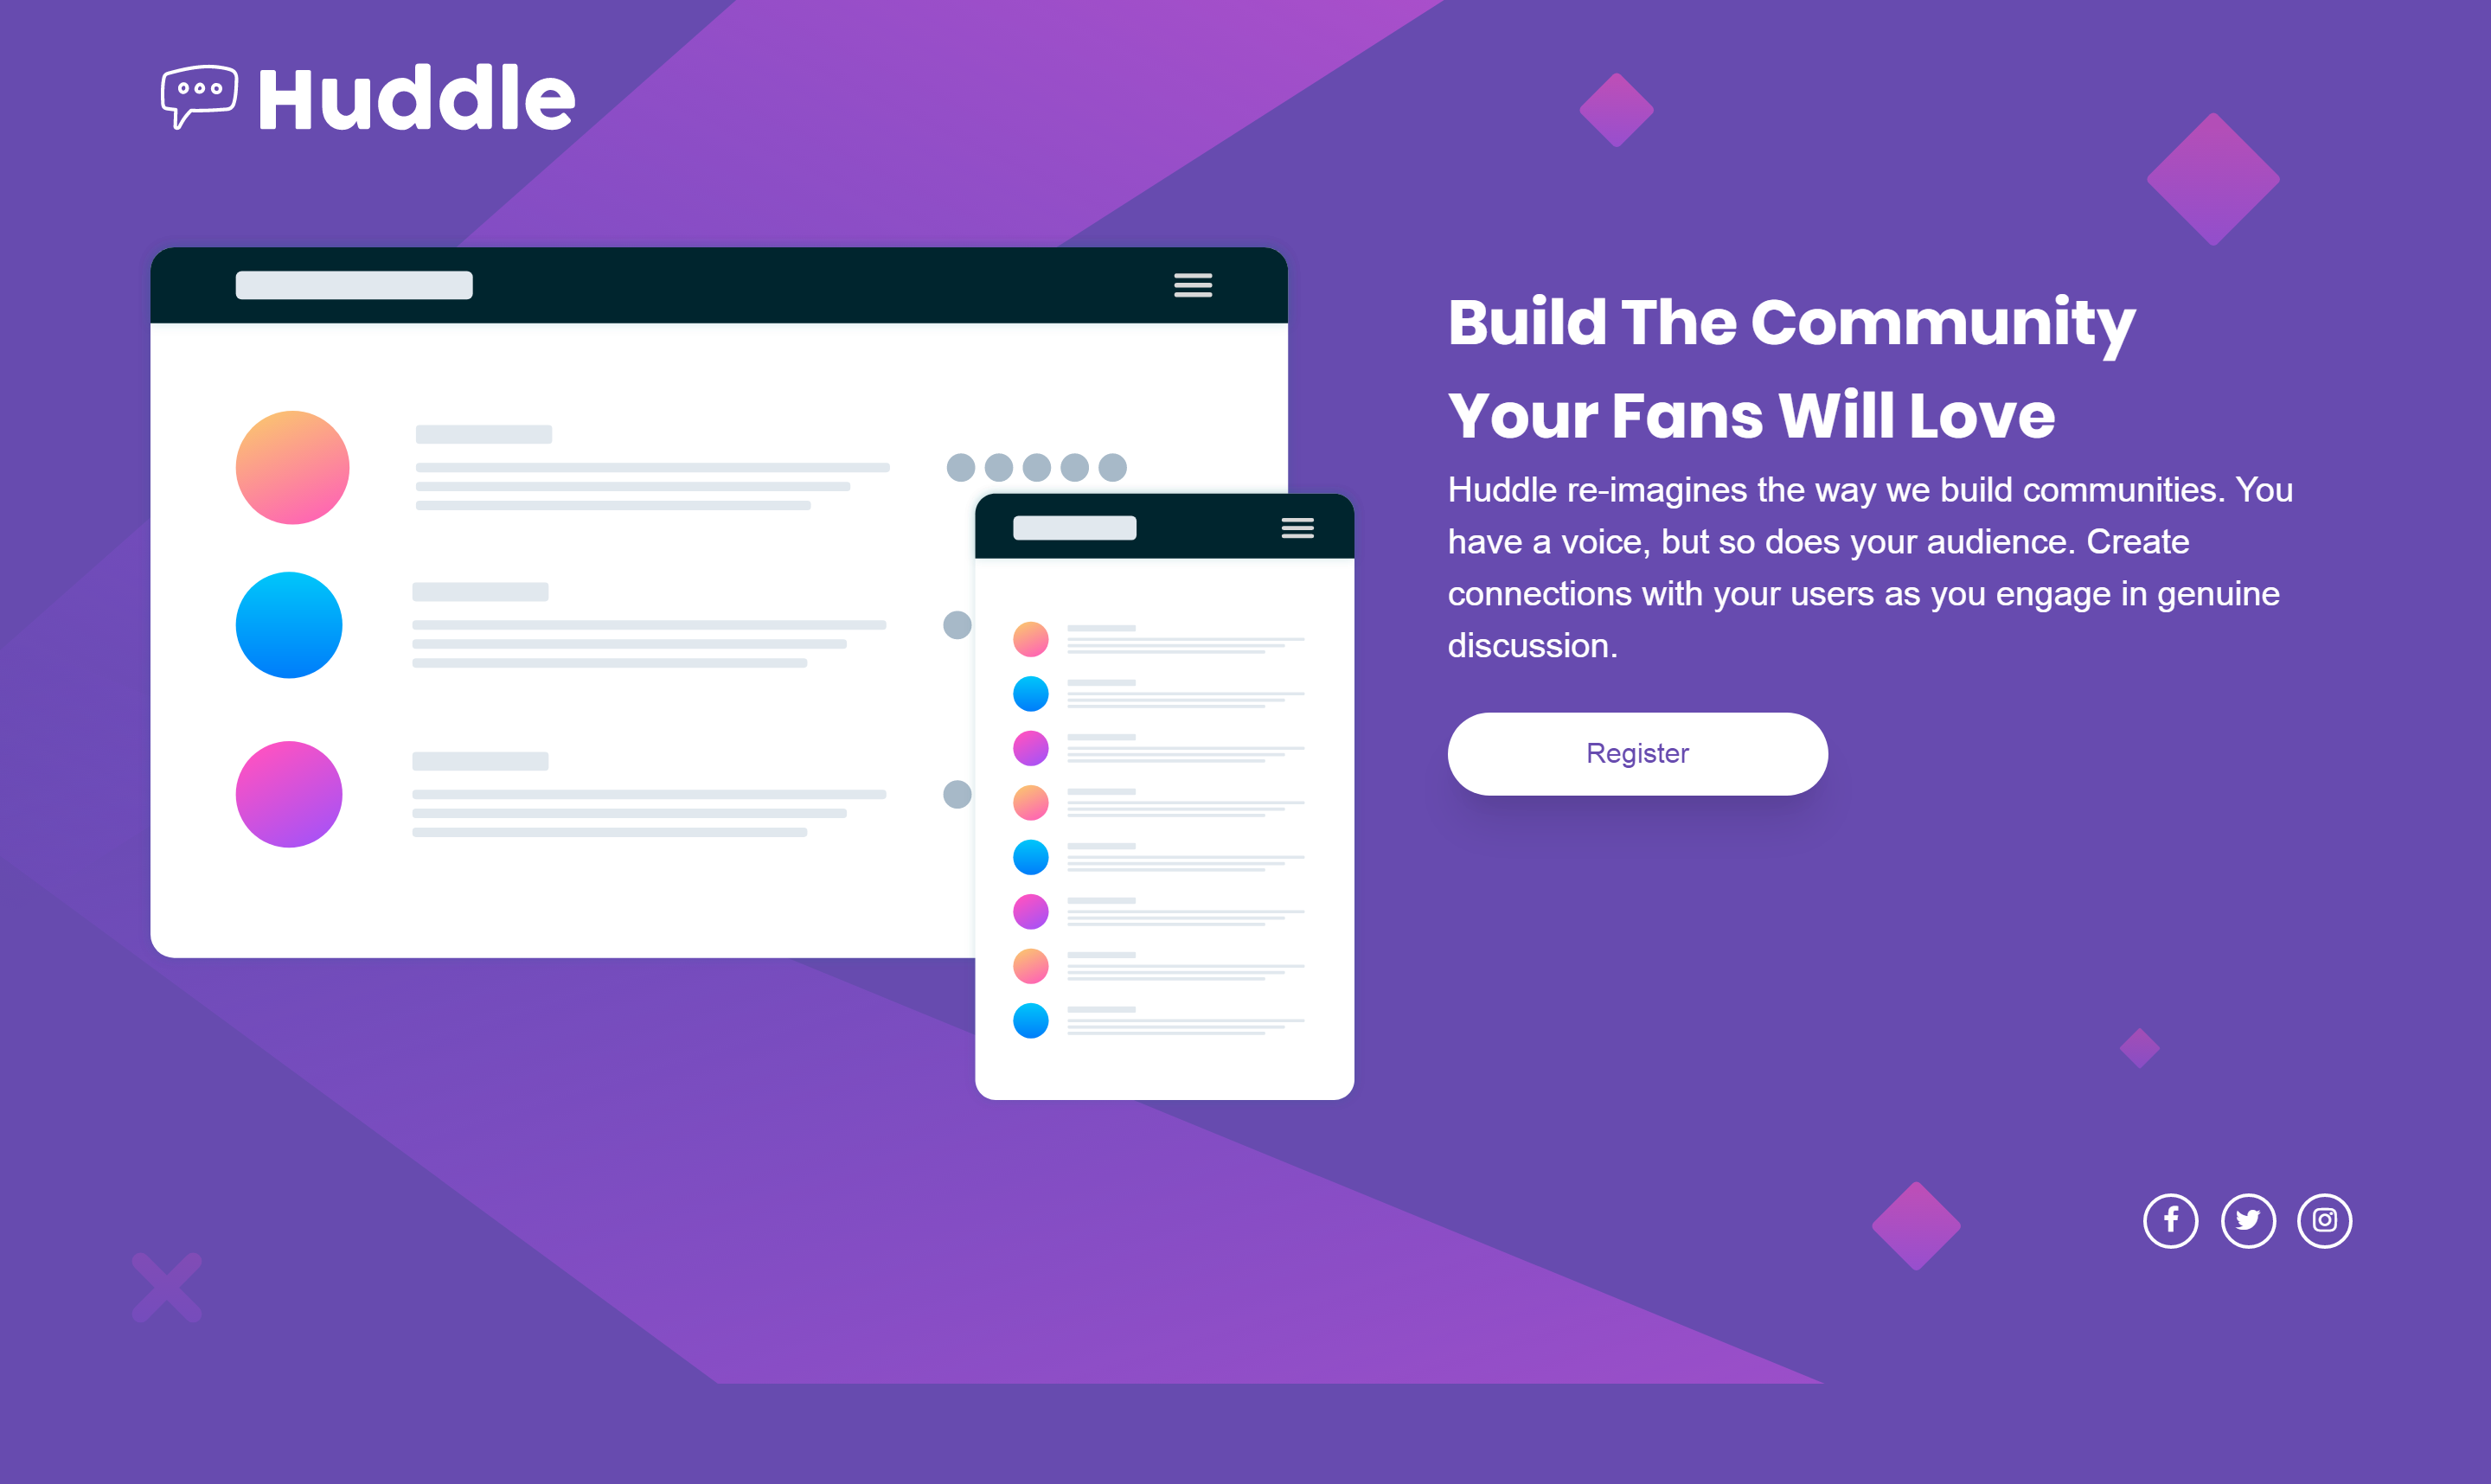 Huddle
Build The Community
Your Fans Will Love
Huddle re-imagines the way we build communities. You
have a voice, but so does your audience. Create
connections with your users as you engage in genuine
discussion.
Register